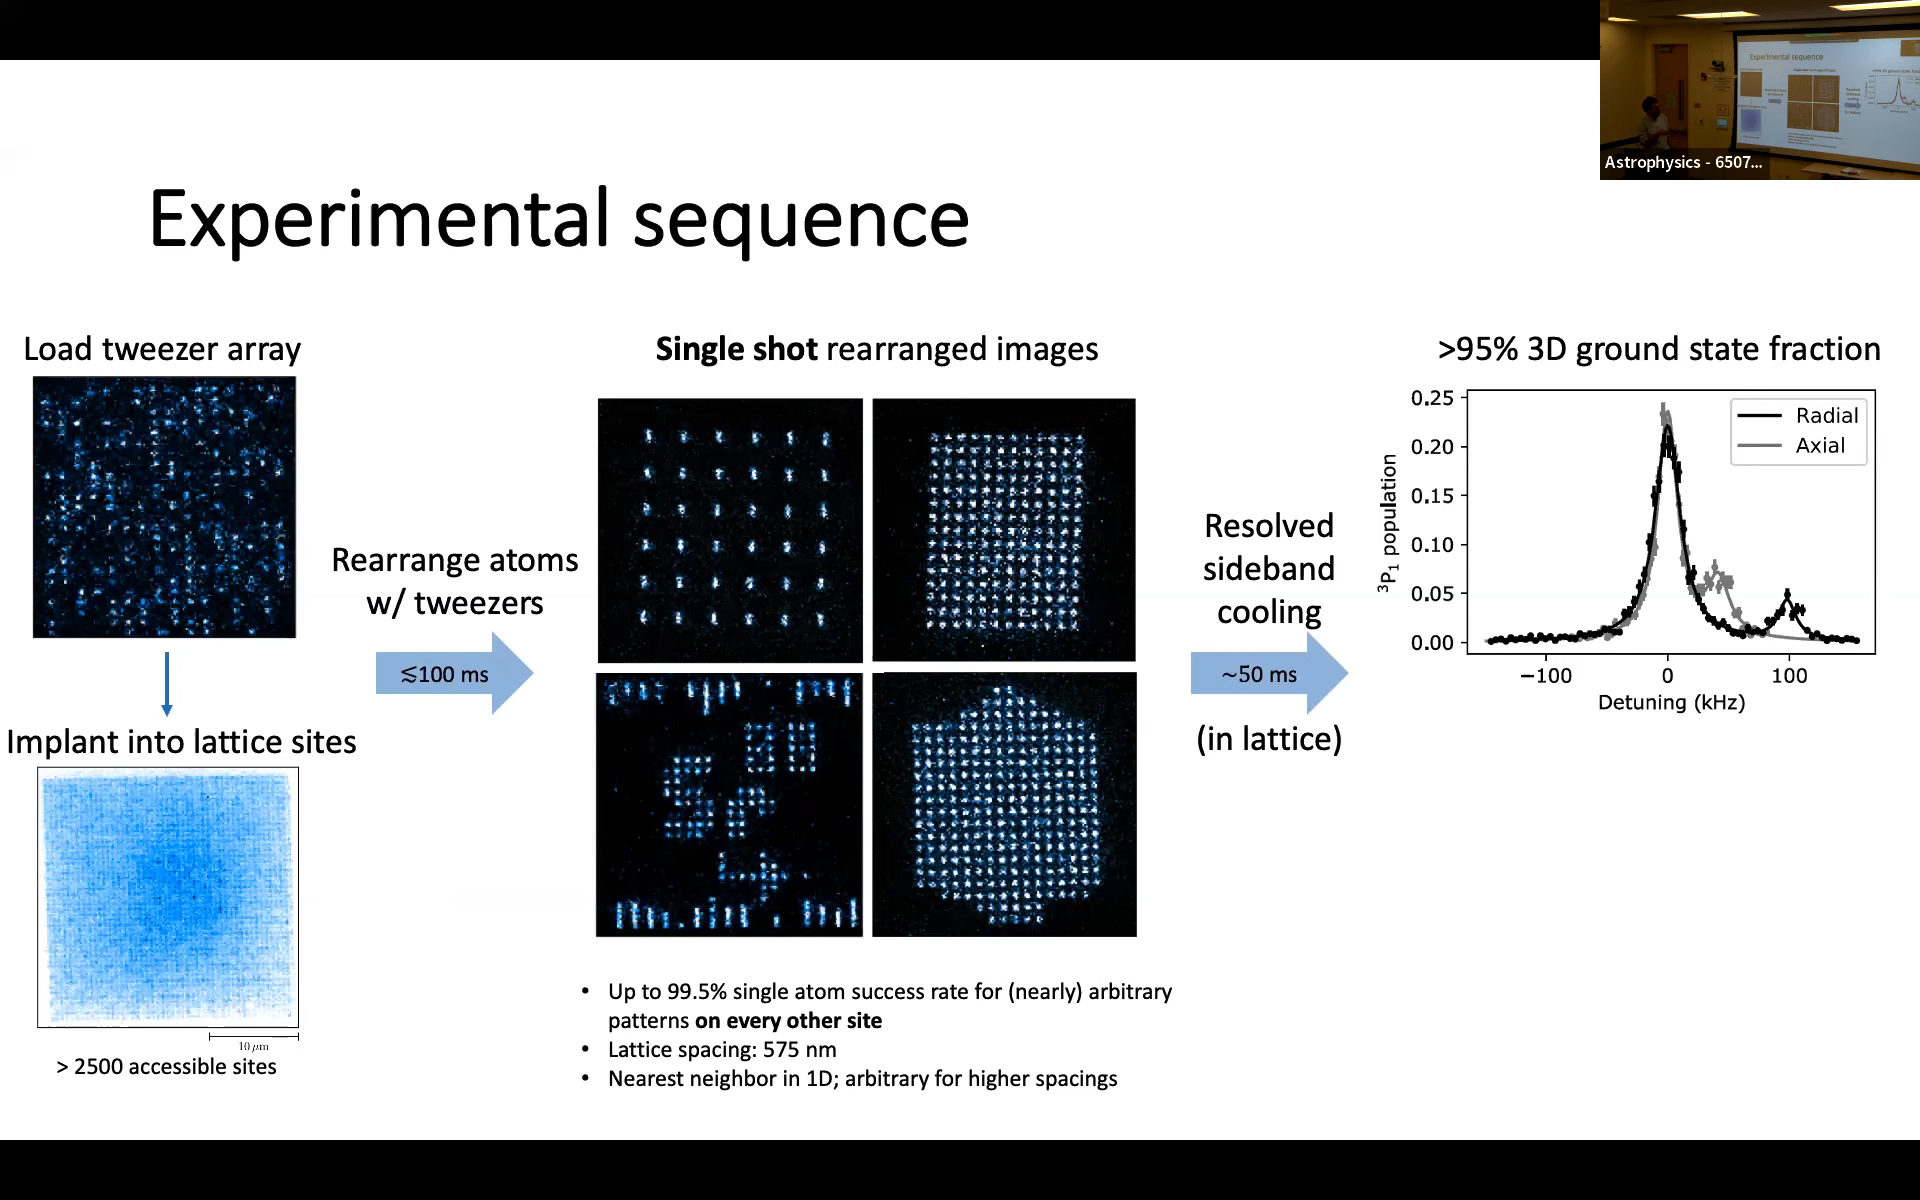 Astrophysics - 6507...
Experimental sequence
Load tweezer array
Implant into lattice sites
10 μm
> 2500 accessible sites
Rearrange atoms
w/ tweezers
≲100 ms
Single shot rearranged images
• Up to 99.5% single atom success rate for (nearly) arbitrary
patterns on every other site
• Lattice spacing: 575 nm
• Nearest neighbor in 1D; arbitrary for higher spacings
Resolved
sideband
cooling
~50 ms
(in lattice)
>95% 3D ground state fraction
Radial
Axial
³P₁ population
0.25
0.20
0.15
0.10
0.05
0.00
−100 0 100
Detuning (kHz)
Experimental sequence